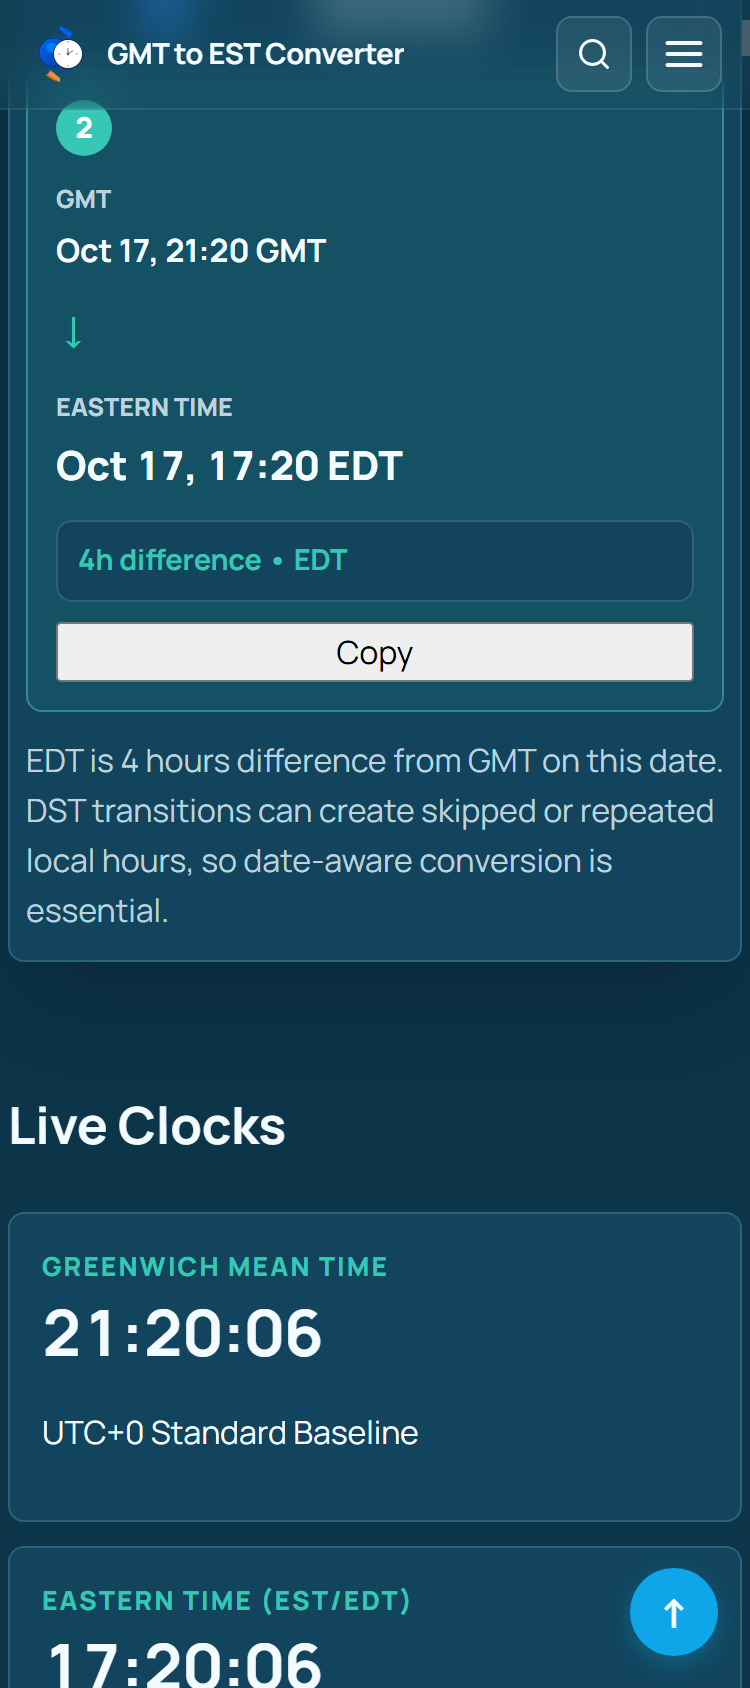 GMT to EST Converter
2
GMT
Oct 17, 21:20 GMT
↓
EASTERN TIME
Oct 17, 17:20 EDT
4h difference • EDT
Copy
EDT is 4 hours difference from GMT on this date.
DST transitions can create skipped or repeated
local hours, so date-aware conversion is
essential.
Live Clocks
GREENWICH MEAN TIME
21:20:06
UTC+0 Standard Baseline
EASTERN TIME (EST/EDT)
17:20:06
↑